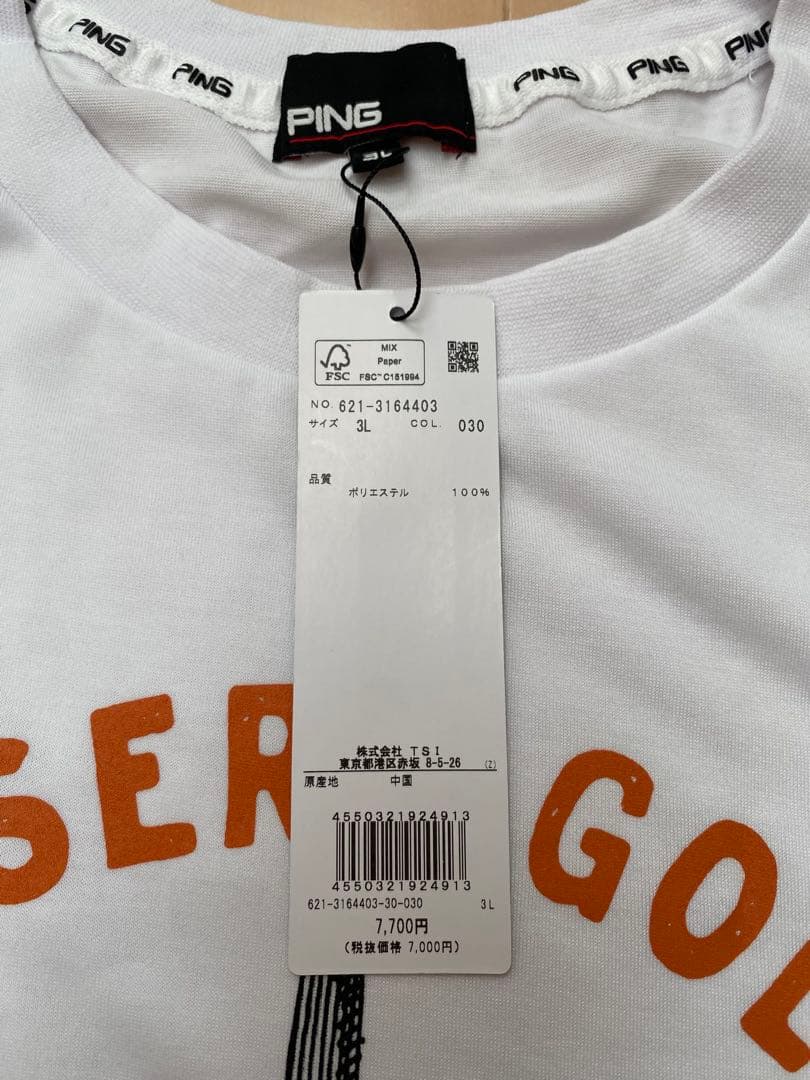 PING
PING
PING
PING
PING
PING
3L
FSC
MIX
Paper
FSC™ C151994
NO. 621-3164403
サイズ 3L COL. 030
品質
ポリエステル 100%
SER GOL
株式会社 TSI
東京都港区赤坂 8-5-26 (Z)
原産地 中国
4550321924913
4550321924913
621-3164403-30-030 3L
7,700円
(税抜価格 7,000円)